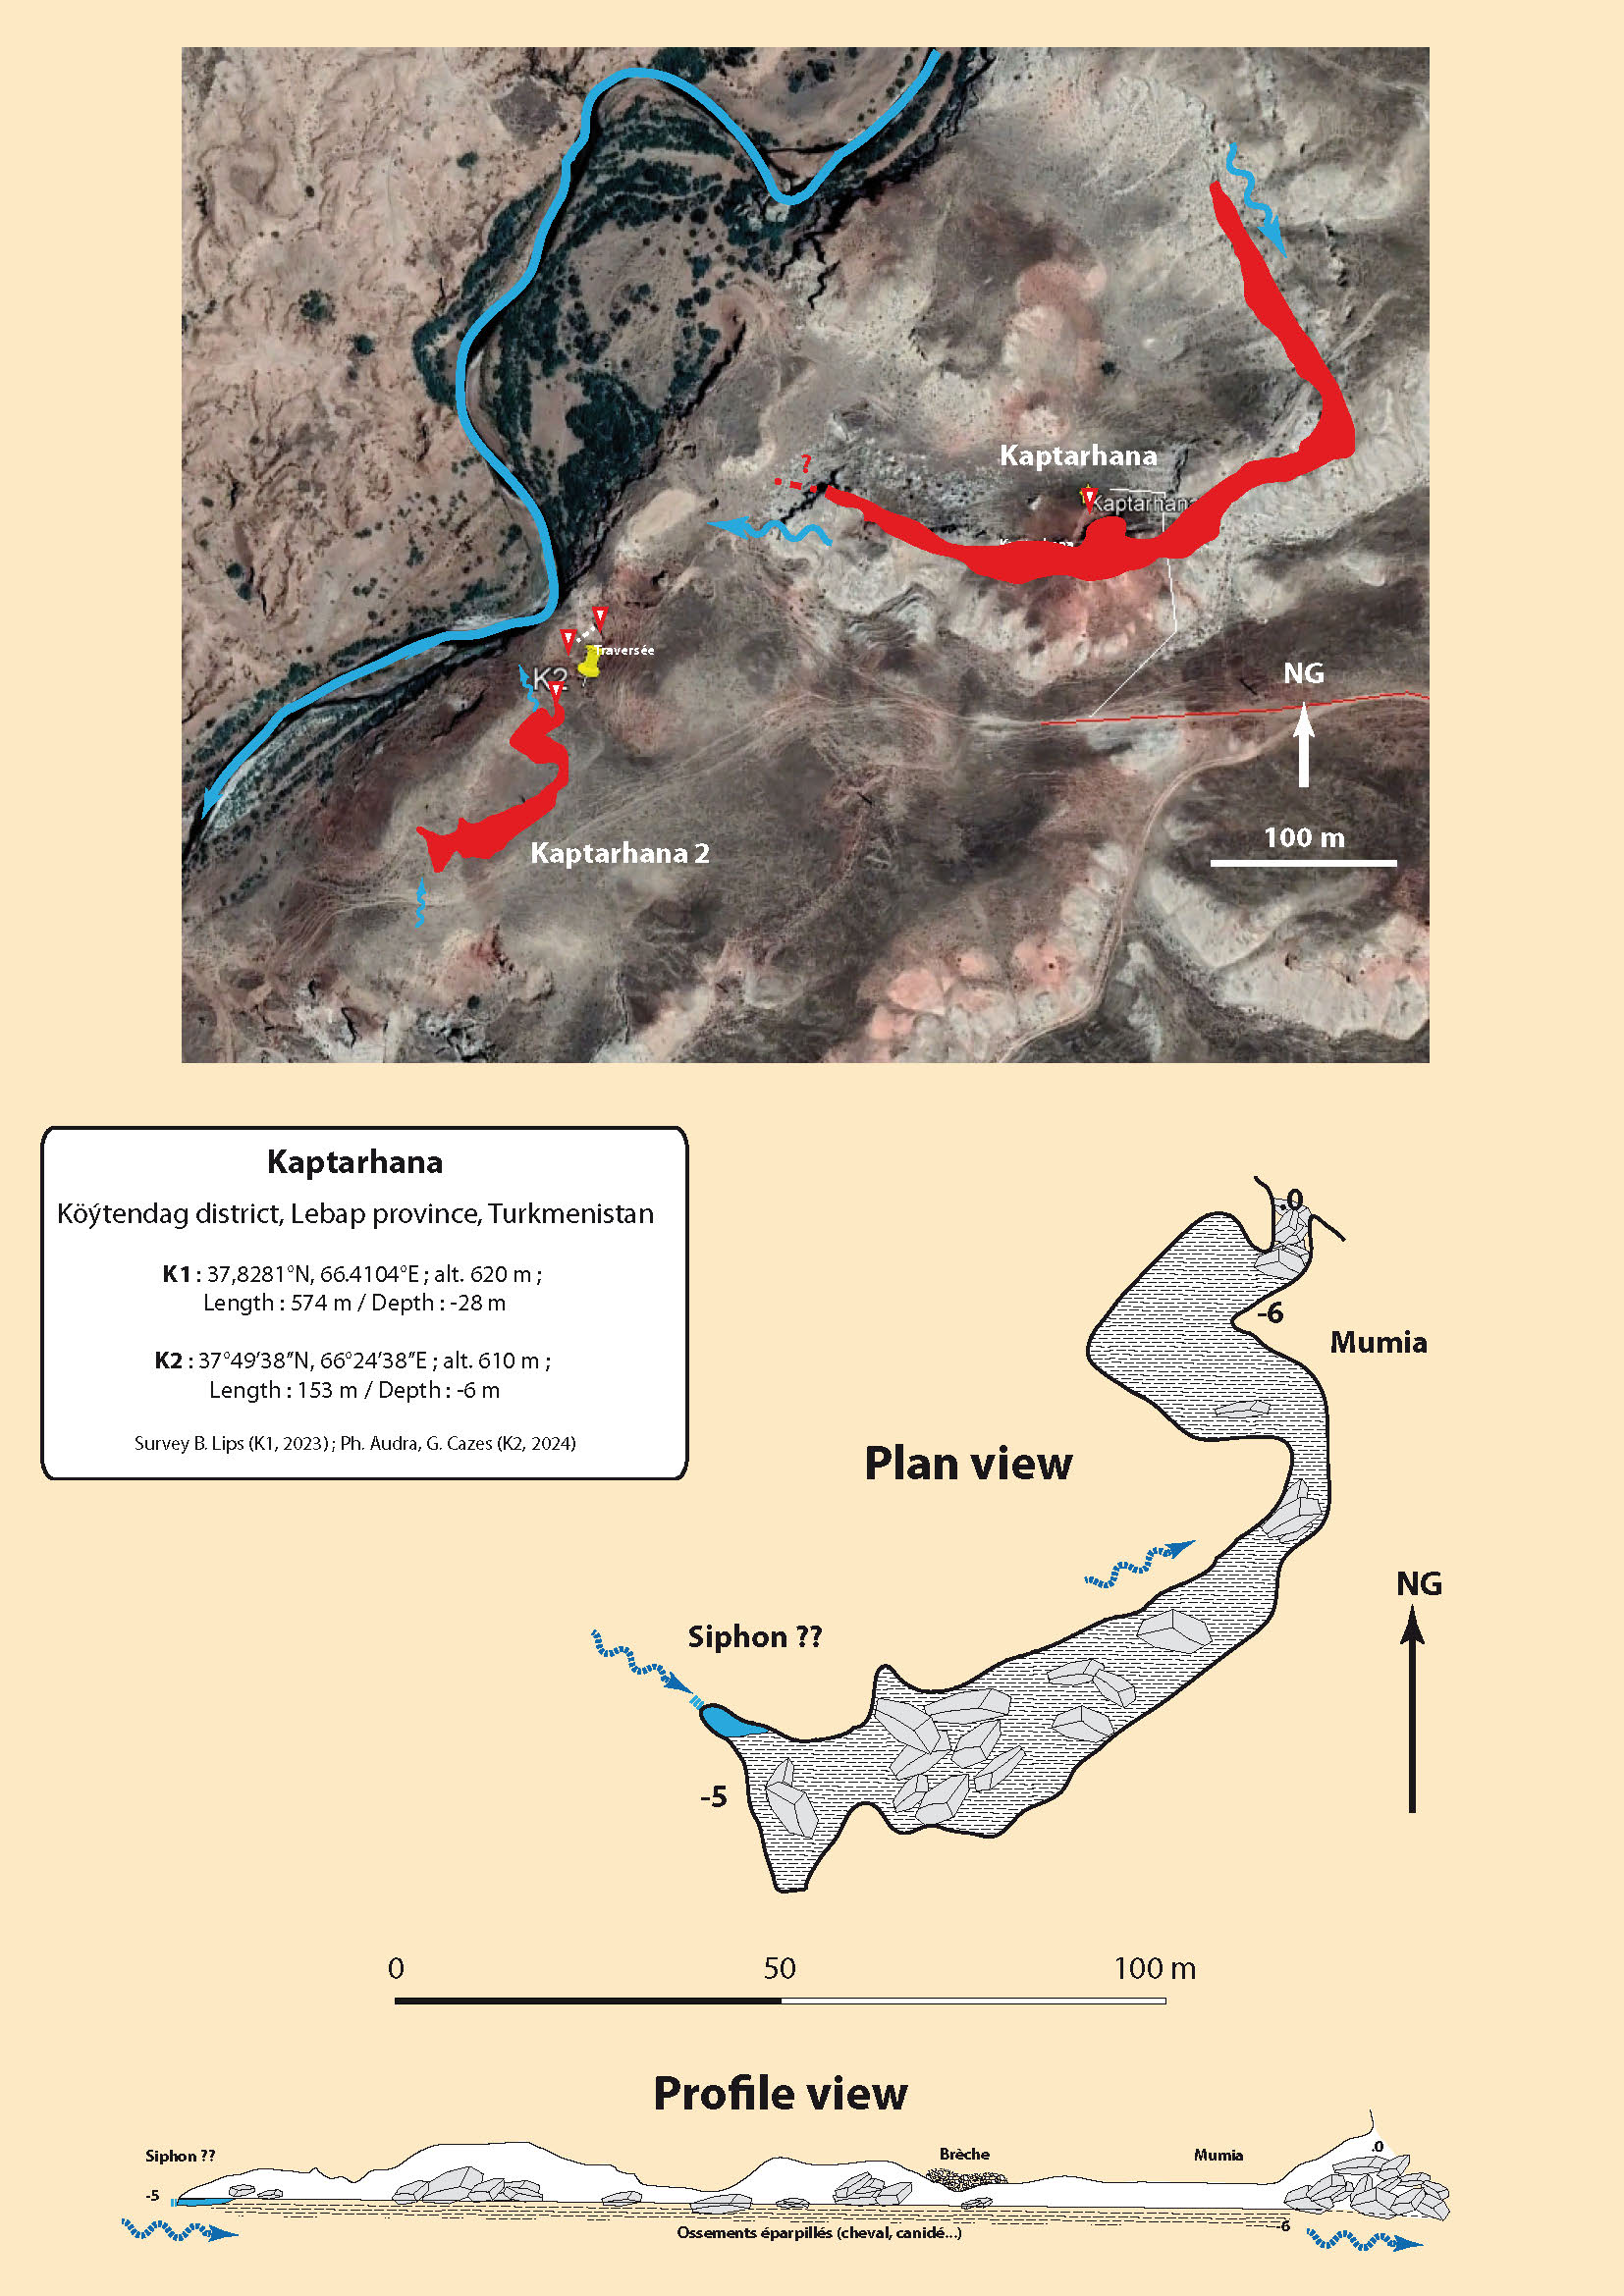 ?
Kaptarhana
Kaptarhan
Traversée
K2
NG
100 m
Kaptarhana 2
Kaptarhana
Köýtendag district, Lebap province, Turkmenistan
K1 : 37,8281°N, 66.4104°E ; alt. 620 m ;
Length : 574 m / Depth : -28 m
K2 : 37°49'38”N, 66°24'38”E ; alt. 610 m ;
Length : 153 m / Depth : -6 m
Survey B. Lips (K1, 2023) ; Ph. Audra, G. Cazes (K2, 2024)
.0
-6
Mumia
Plan view
NG
Siphon ??
-5
0 50 100 m
Profile view
Siphon ??
Brèche
Mumia
.0
-5
-6
Ossements éparpillés (cheval, canidé...)